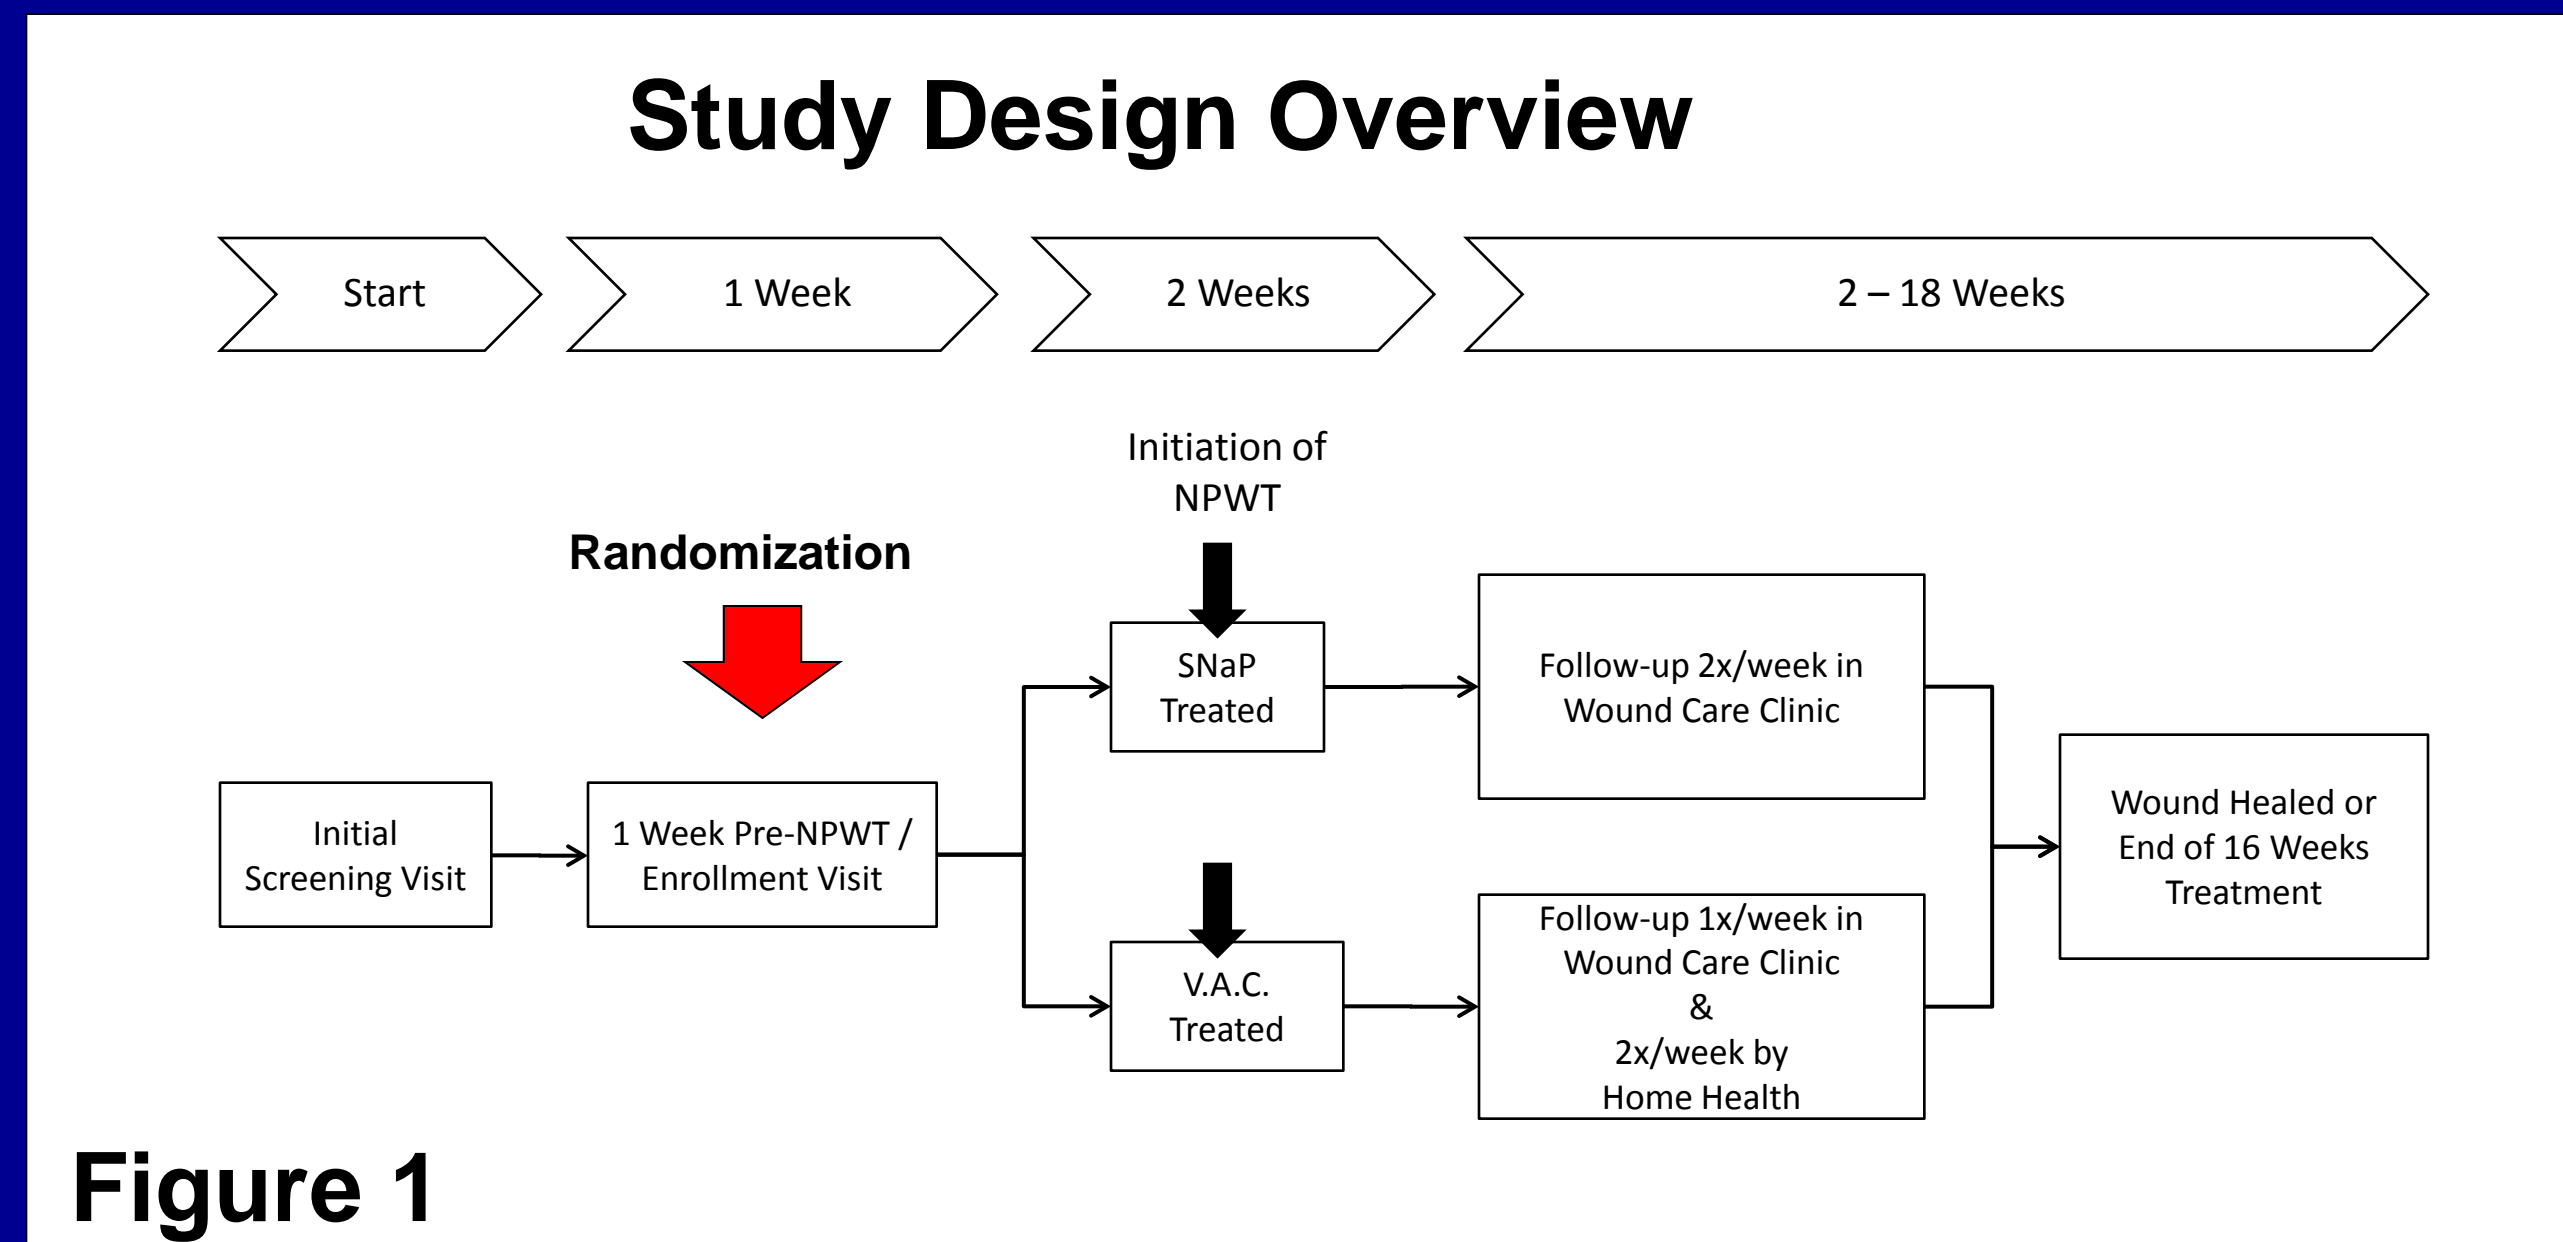 Study Design Overview
Start
1 Week
2 Weeks
2 – 18 Weeks
Initiation of
NPWT
Randomization
SNaP
Treated
Follow-up 2x/week in
Wound Care Clinic
Initial
Screening Visit
1 Week Pre-NPWT /
Enrollment Visit
Wound Healed or
End of 16 Weeks
Treatment
V.A.C.
Treated
Follow-up 1x/week in
Wound Care Clinic
&
2x/week by
Home Health
Figure 1